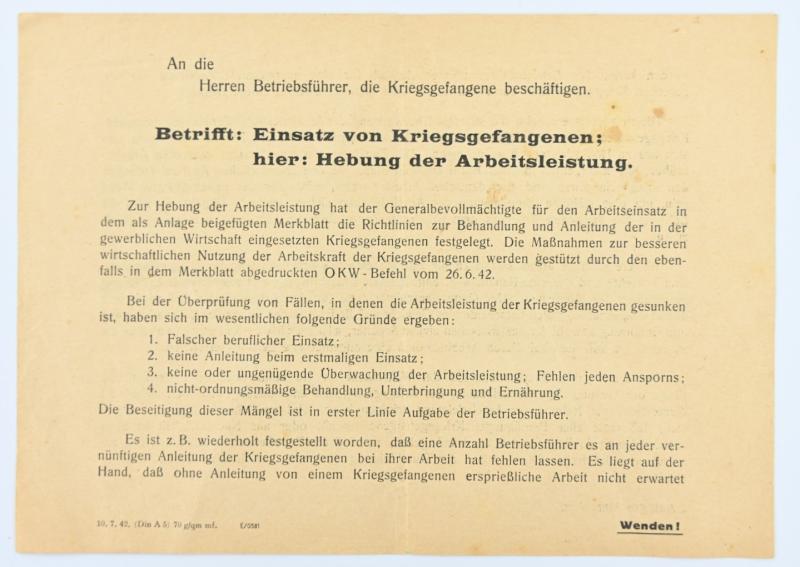 An die
Herren Betriebsführer, die Kriegsgefangene beschäftigen.
Betrifft: Einsatz von Kriegsgefangenen;
hier: Hebung der Arbeitsleistung.
Zur Hebung der Arbeitsleistung hat der Generalbevollmächtigte für den Arbeitseinsatz in
dem als Anlage beigefügten Merkblatt die Richtlinien zur Behandlung und Anleitung der in der
gewerblichen Wirtschaft eingesetzten Kriegsgefangenen festgelegt. Die Maßnahmen zur besseren
wirtschaftlichen Nutzung der Arbeitskraft der Kriegsgefangenen werden gestützt durch den eben-
falls in dem Merkblatt abgedruckten OKW-Befehl vom 26.6.42.
Bei der Überprüfung von Fällen, in denen die Arbeitsleistung der Kriegsgefangenen gesunken
ist, haben sich im wesentlichen folgende Gründe ergeben:
1. Falscher beruflicher Einsatz;
2. keine Anleitung beim erstmaligen Einsatz;
3. keine oder ungenügende Überwachung der Arbeitsleistung; Fehlen jeden Ansporns;
4. nicht-ordnungsmäßige Behandlung, Unterbringung und Ernährung.
Die Beseitigung dieser Mängel ist in erster Linie Aufgabe der Betriebsführer.
Es ist z.B. wiederholt festgestellt worden, daß eine Anzahl Betriebsführer es an jeder ver-
nünftigen Anleitung der Kriegsgefangenen bei ihrer Arbeit hat fehlen lassen. Es liegt auf der
Hand, daß ohne Anleitung von einem Kriegsgefangenen ersprießliche Arbeit nicht erwartet
10. 7. 42. (Din A 5) 70 g/qm mf. E/0581
Wenden!